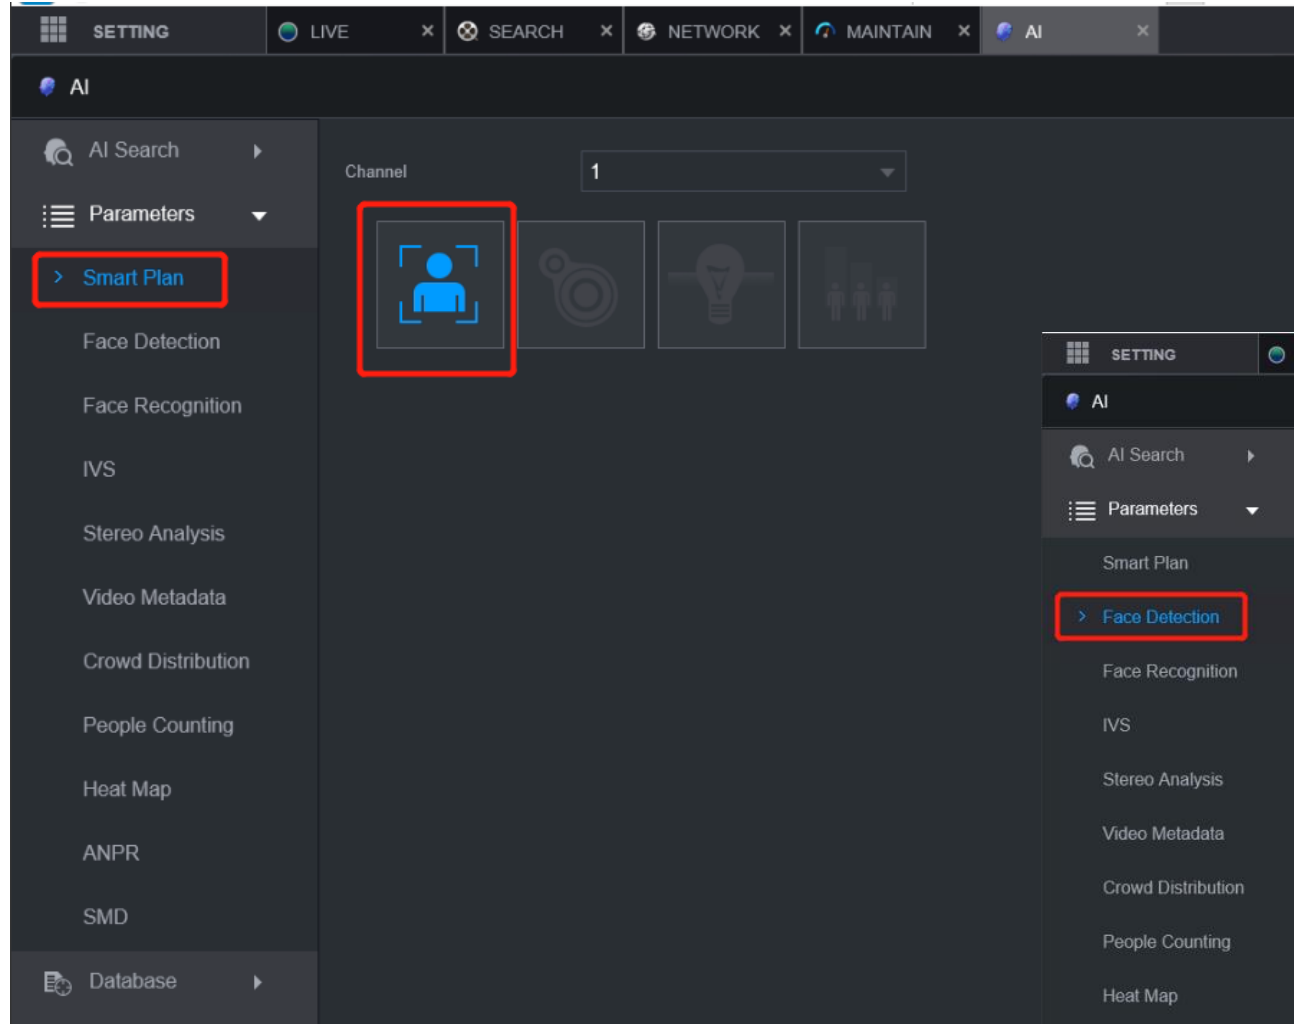 SETTING
LIVE
SEARCH
NETWORK
MAINTAIN
AI
AI
AI Search
Parameters
Smart Plan
Face Detection
Face Recognition
IVS
Stereo Analysis
Video Metadata
Crowd Distribution
People Counting
Heat Map
ANPR
SMD
Database
Channel
1
SETTING
AI
AI Search
Parameters
Smart Plan
Face Detection
Face Recognition
IVS
Stereo Analysis
Video Metadata
Crowd Distribution
People Counting
Heat Map